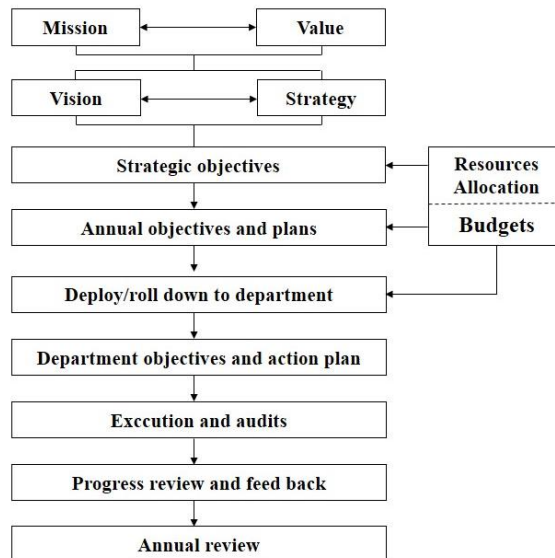 Mission
Value
Vision
Strategy
Strategic objectives
Resources
Allocation
Annual objectives and plans
Budgets
Deploy/roll down to department
Department objectives and action plan
Exccution and audits
Progress review and feed back
Annual review